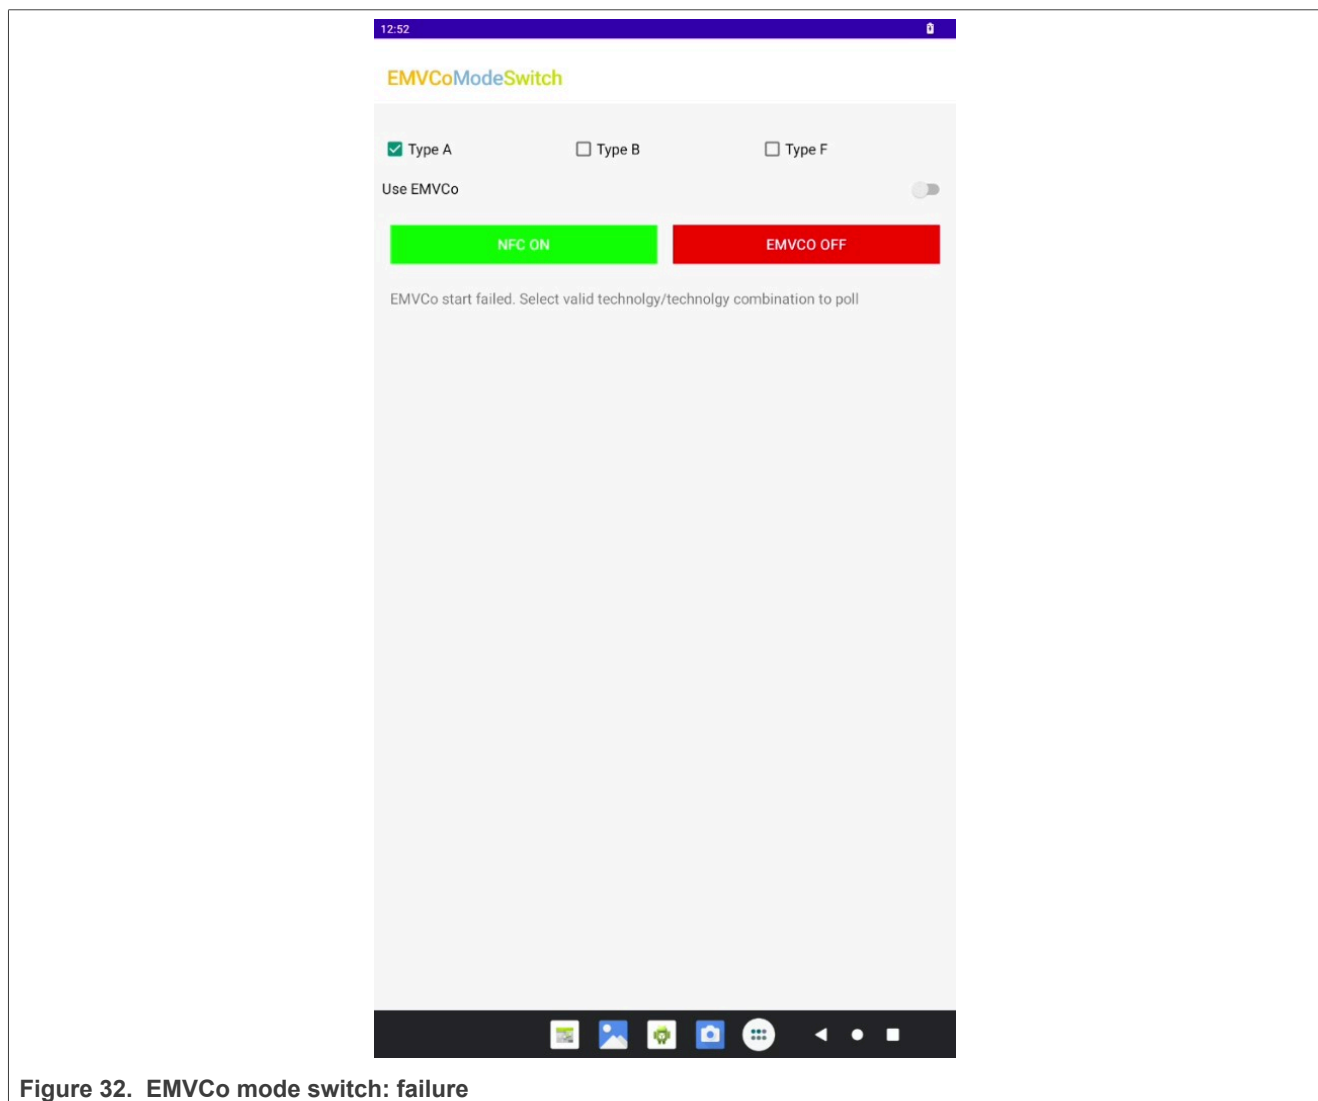 12:52
EMVCoModeSwitch
Type A Type B Type F
Use EMVCo
NFC ON EMVCO OFF
EMVCo start failed. Select valid technolgy/technolgy combination to poll
Figure 32. EMVCo mode switch: failure